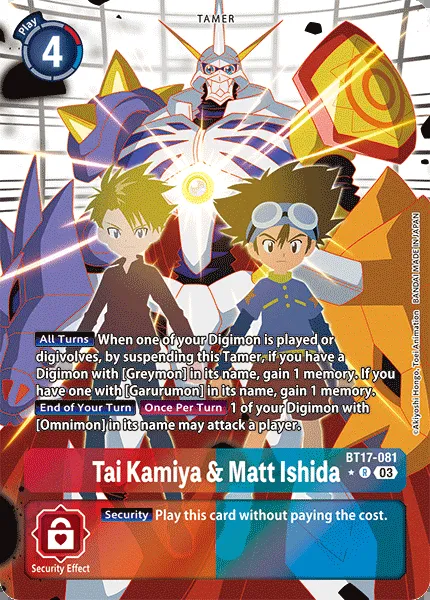 TAMER
Play
4
All Turns When one of your Digimon is played or
digivolves, by suspending this Tamer, if you have a
Digimon with [Greymon] in its name, gain 1 memory. If you
have one with [Garurumon] in its name, gain 1 memory.
End of Your Turn Once Per Turn 1 of your Digimon with
[Omnimon] in its name may attack a player.
©Akiyoshi Hongo, Toei Animation BANDAI MADE IN JAPAN
BT17-081
Tai Kamiya & Matt Ishida ★ R 03
Security Play this card without paying the cost.
Security Effect